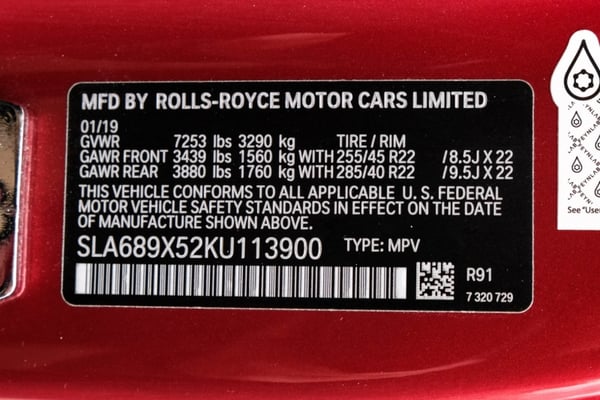 MFD BY ROLLS-ROYCE MOTOR CARS LIMITED
01/19
GVWR 7253 lbs 3290 kg TIRE / RIM
GAWR FRONT 3439 lbs 1560 kg WITH 255/45 R22 /8.5J X 22
GAWR REAR 3880 lbs 1760 kg WITH 285/40 R22 /9.5J X 22
THIS VEHICLE CONFORMS TO ALL APPLICABLE U. S. FEDERAL
MOTOR VEHICLE SAFETY STANDARDS IN EFFECT ON THE DATE
OF MANUFACTURE SHOWN ABOVE.
SLA689X52KU113900 TYPE: MPV
R91
7 320 729
See "User